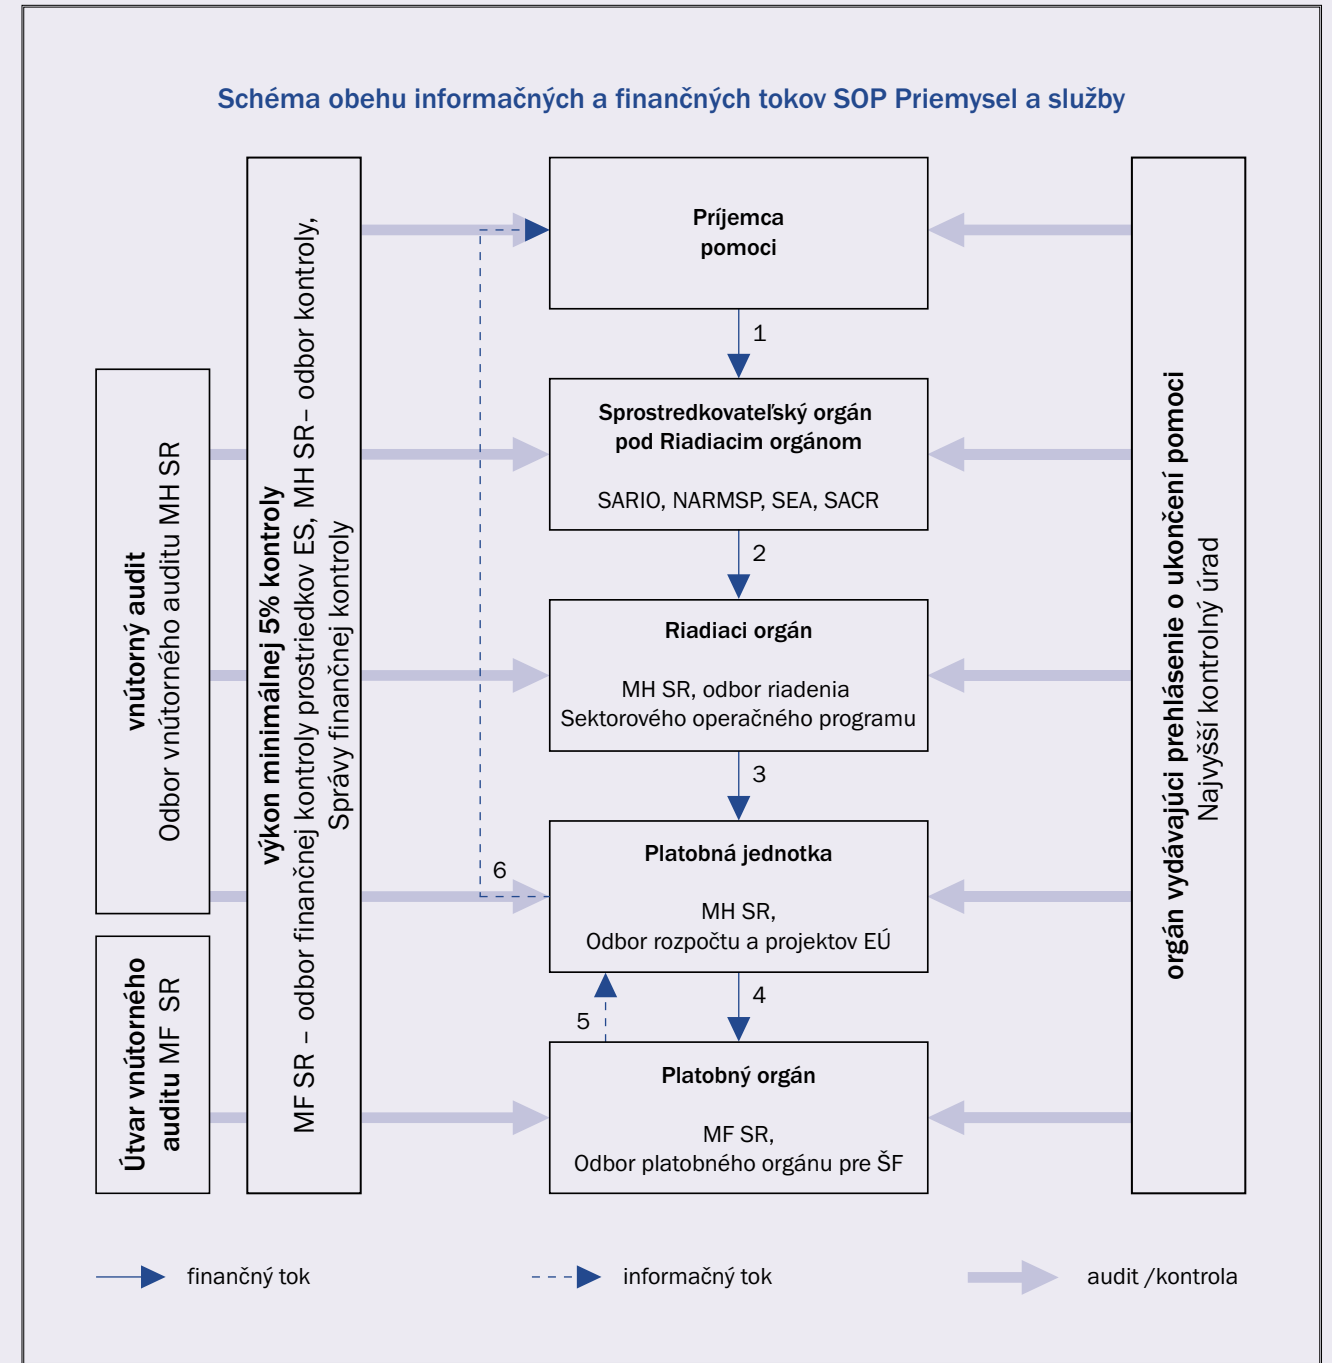 Schéma obehu informačných a finančných tokov SOP Priemysel a služby
vnútorný audit
Odbor vnútorného auditu MH SR
Útvar vnútorného
auditu MF SR
výkon minimálnej 5% kontroly
MF SR – odbor finančnej kontroly prostriedkov ES, MH SR– odbor kontroly,
Správy finančnej kontroly
Príjemca
pomoci
1
Sprostredkovateľský orgán
pod Riadiacim orgánom
SARIO, NARMSP, SEA, SACR
2
Riadiaci orgán
MH SR, odbor riadenia
Sektorového operačného programu
3
Platobná jednotka
MH SR,
Odbor rozpočtu a projektov EÚ
6
4
5
Platobný orgán
MF SR,
Odbor platobného orgánu pre ŠF
orgán vydávajúci prehlásenie o ukončení pomoci
Najvyšší kontrolný úrad
finančný tok
informačný tok
audit /kontrola